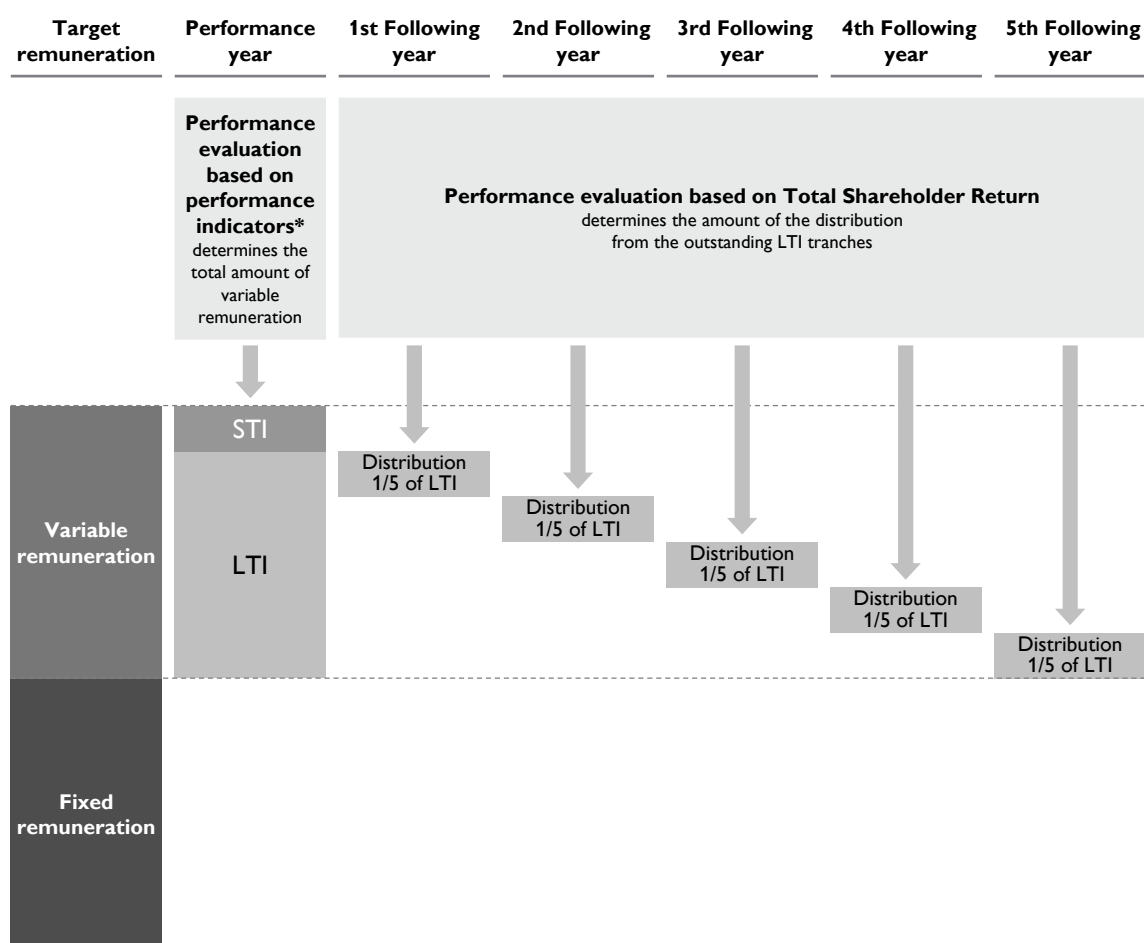 Target
remuneration
Performance
year
1st Following
year
2nd Following
year
3rd Following
year
4th Following
year
5th Following
year
Performance
evaluation
based on
performance
indicators*
determines the
total amount of
variable
remuneration
Performance evaluation based on Total Shareholder Return
determines the amount of the distribution
from the outstanding LTI tranches
Variable
remuneration
STI
LTI
Distribution
1/5 of LTI
Distribution
1/5 of LTI
Distribution
1/5 of LTI
Distribution
1/5 of LTI
Distribution
1/5 of LTI
Fixed
remuneration